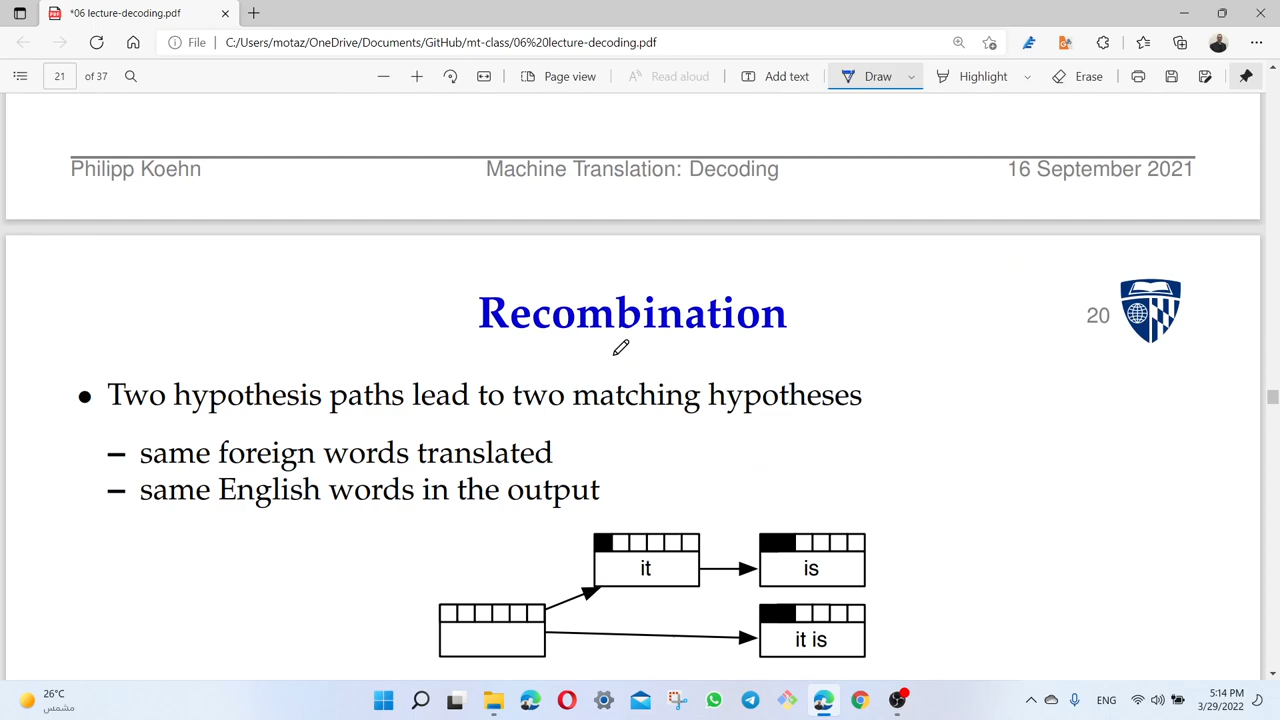 *06 lecture-decoding.pdf
File C:/Users/motaz/OneDrive/Documents/GitHub/mt-class/06%20lecture-decoding.pdf
21 of 37 Page view Read aloud Add text Draw Highlight Erase
Philipp Koehn Machine Translation: Decoding 16 September 2021
Recombination 20
• Two hypothesis paths lead to two matching hypotheses
– same foreign words translated
– same English words in the output
it is
it is
26°C
مشمس
ENG
5:14 PM
3/29/2022